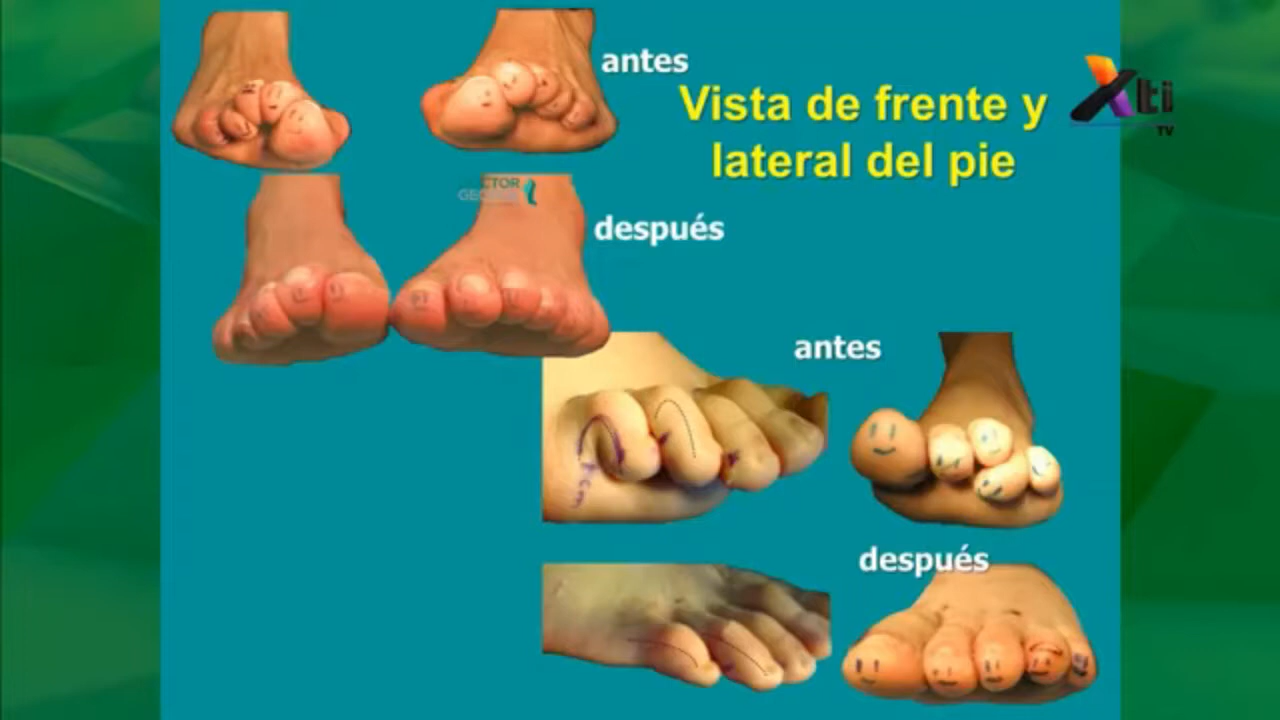 antes
Vista de frente y
lateral del pie
Xti
TV
después
antes
después